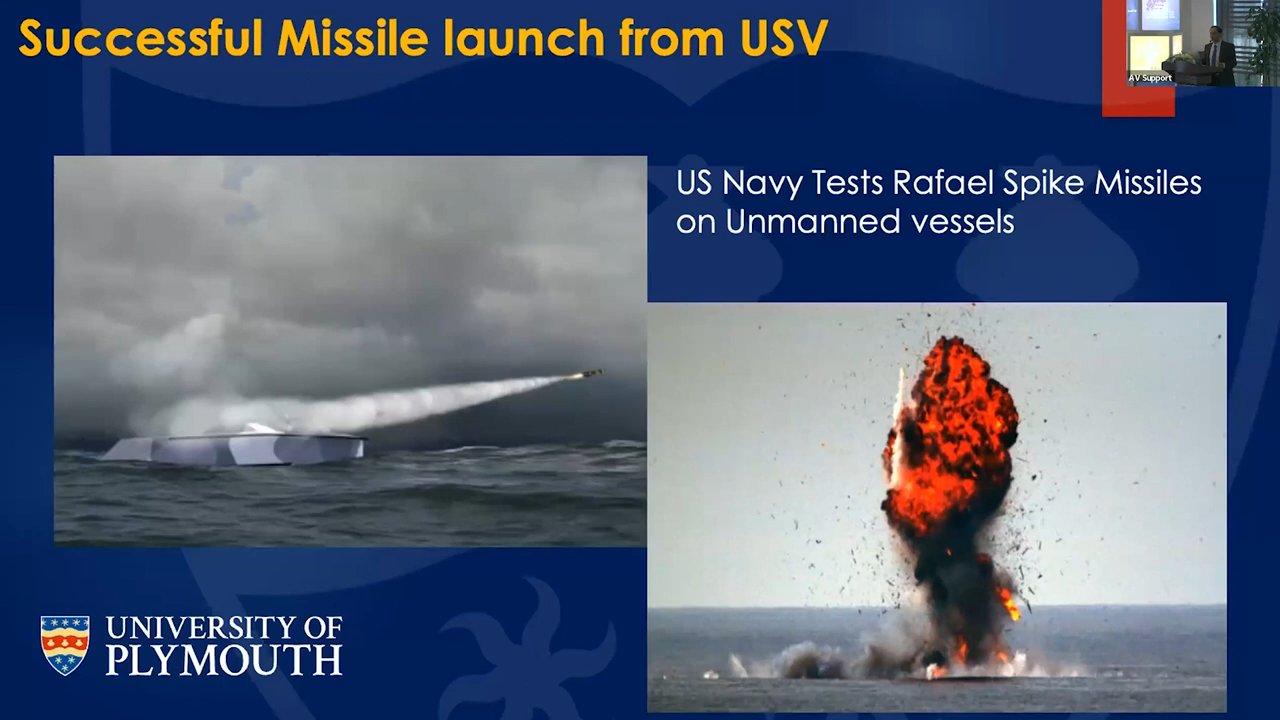 Successful Missile launch from USV
AV Support
US Navy Tests Rafael Spike Missiles
on Unmanned vessels
UNIVERSITY OF
PLYMOUTH